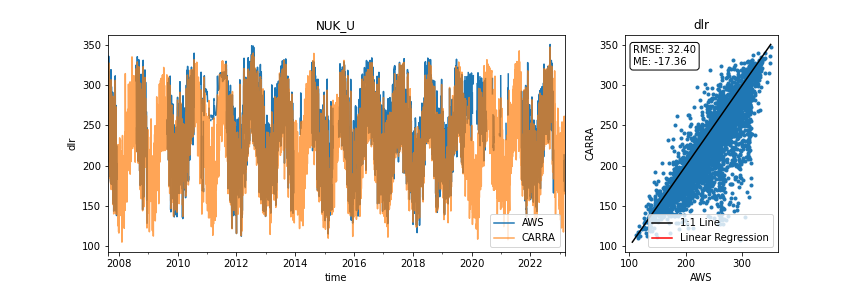 NUK_U
dlr
350
300
250
200
150
100
dlr
2008
2010
2012
2014
2016
2018
2020
2022
time
AWS
CARRA
dlr
RMSE: 32.40
ME: -17.36
350
300
250
200
150
100
CARRA
100
200
300
AWS
1:1 Line
Linear Regression